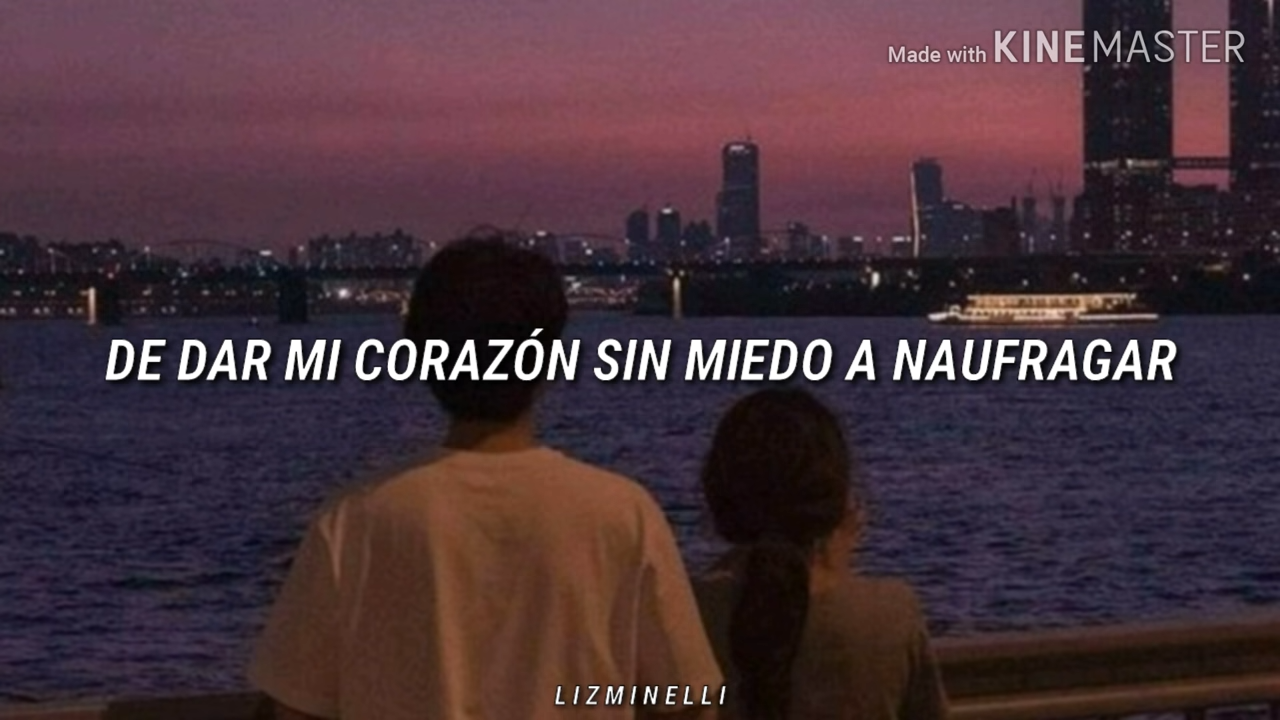 Made with KINEMASTER
DE DAR MI CORAZÓN SIN MIEDO A NAUFRAGAR
LIZMINELLI